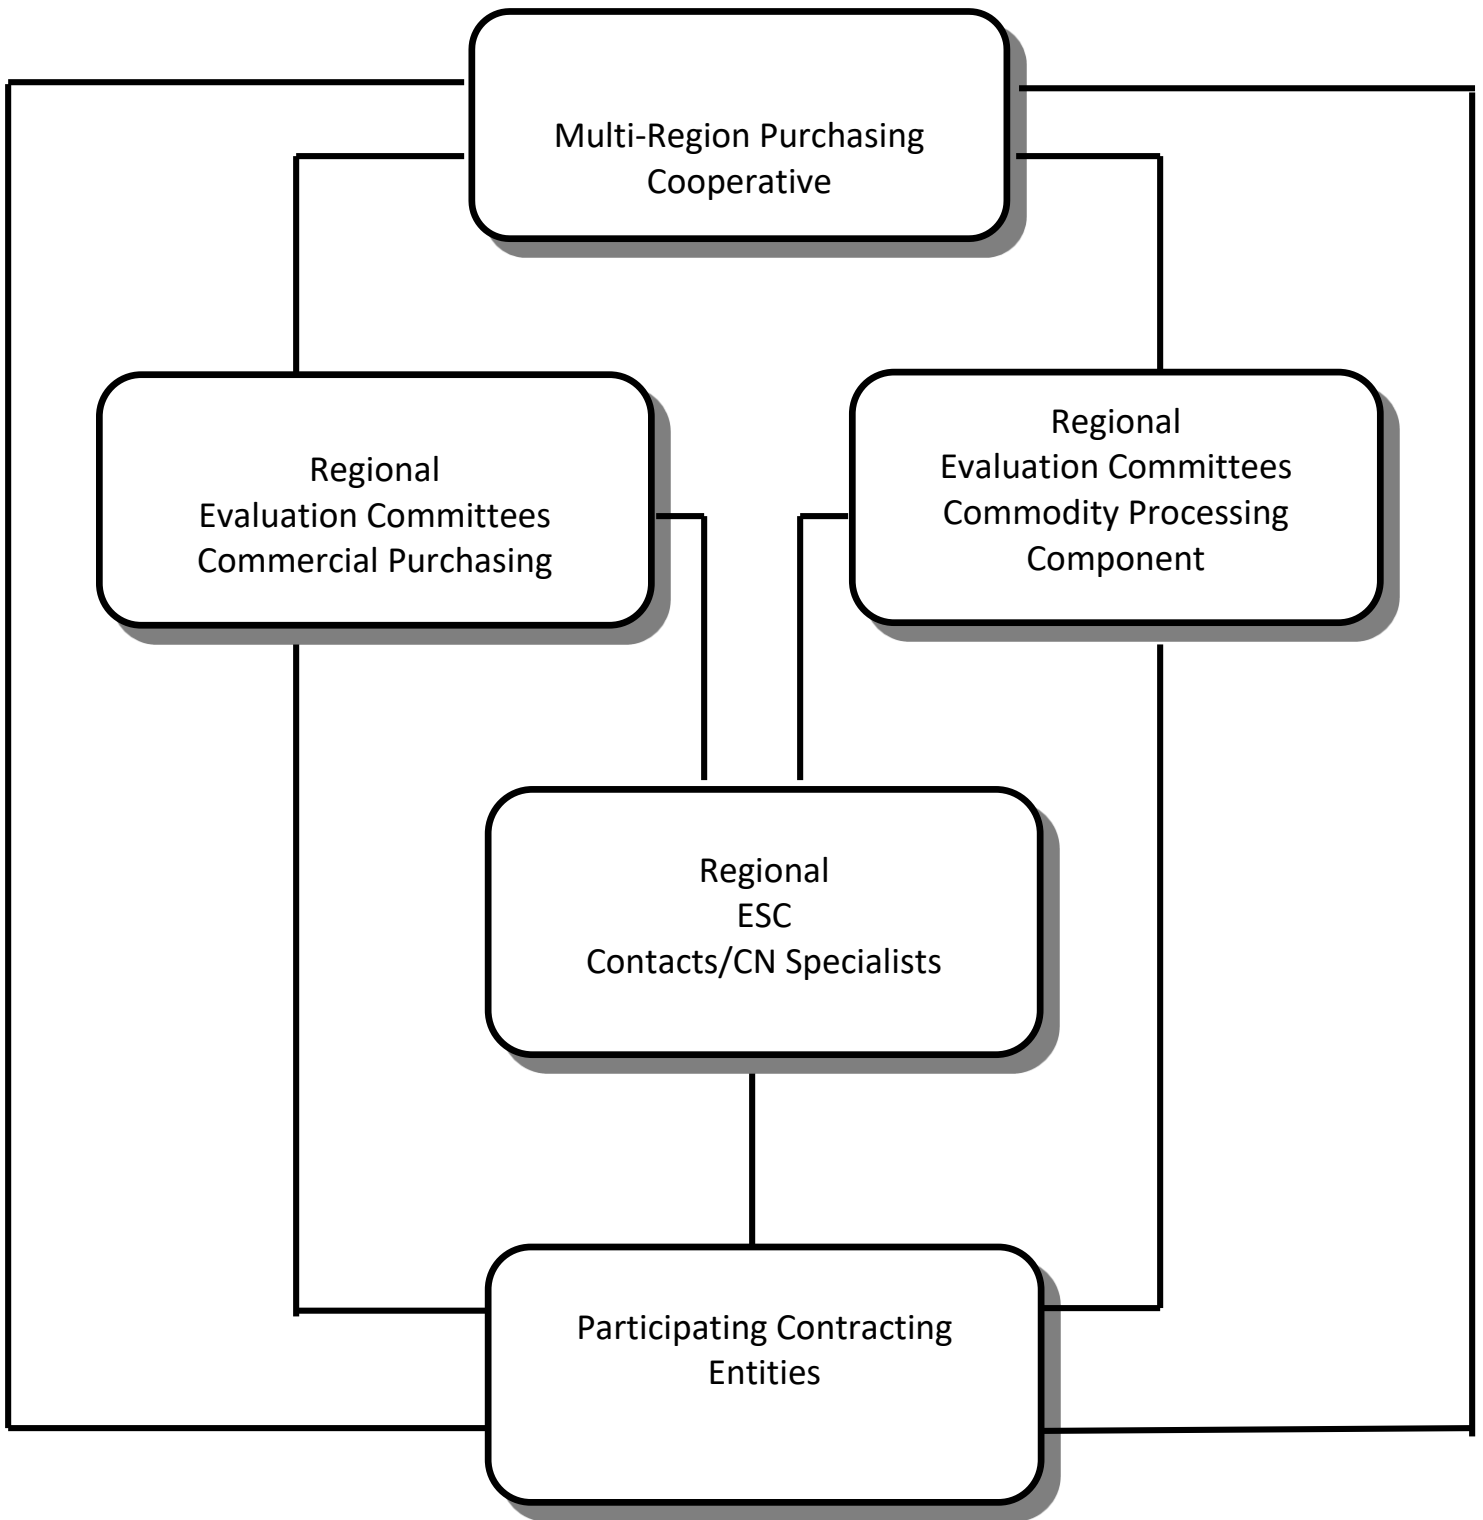 Multi-Region Purchasing
Cooperative
Regional
Evaluation Committees
Commercial Purchasing
Regional
Evaluation Committees
Commodity Processing
Component
Regional
ESC
Contacts/CN Specialists
Participating Contracting
Entities